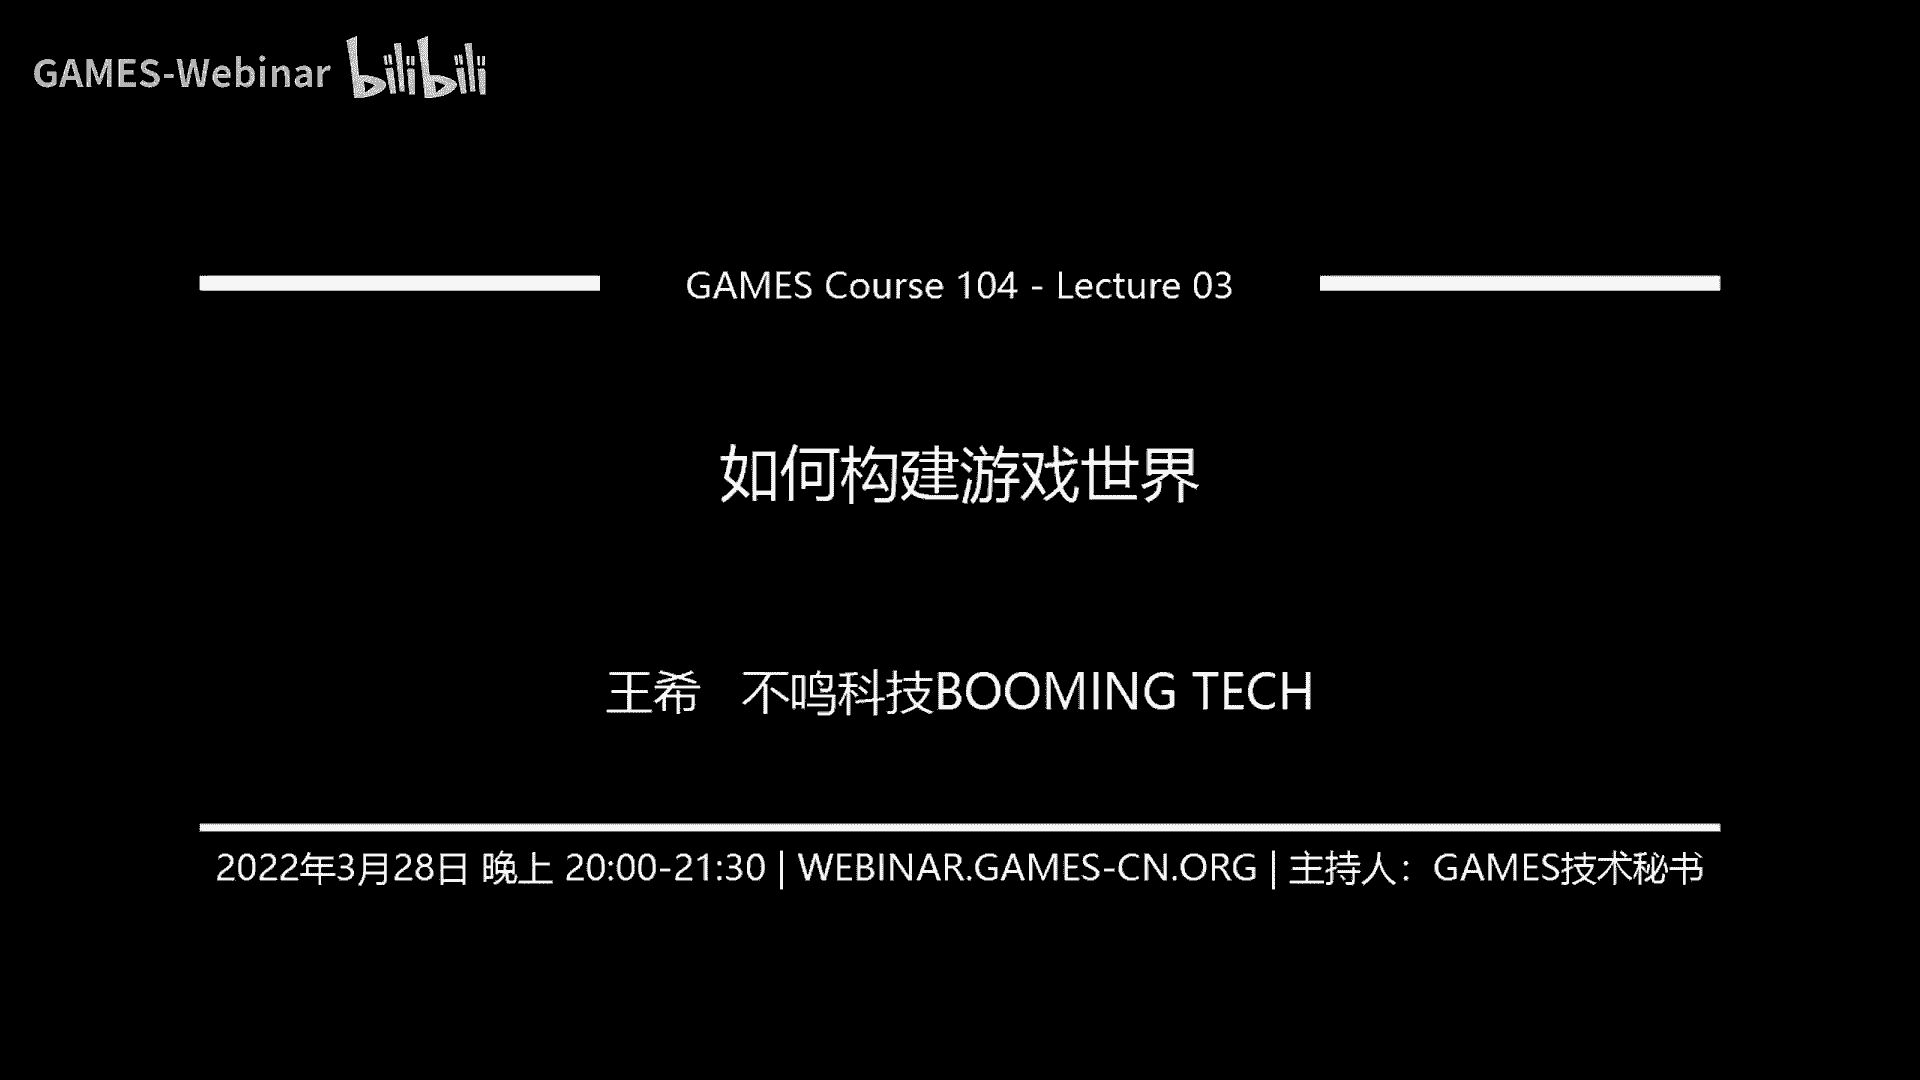 GAMES-Webinar bilibili
GAMES Course 104 - Lecture 03
如何构建游戏世界
王希 不鸣科技BOOMING TECH
2022年3月28日 晚上 20:00-21:30 | WEBINAR.GAMES-CN.ORG | 主持人：GAMES技术秘书